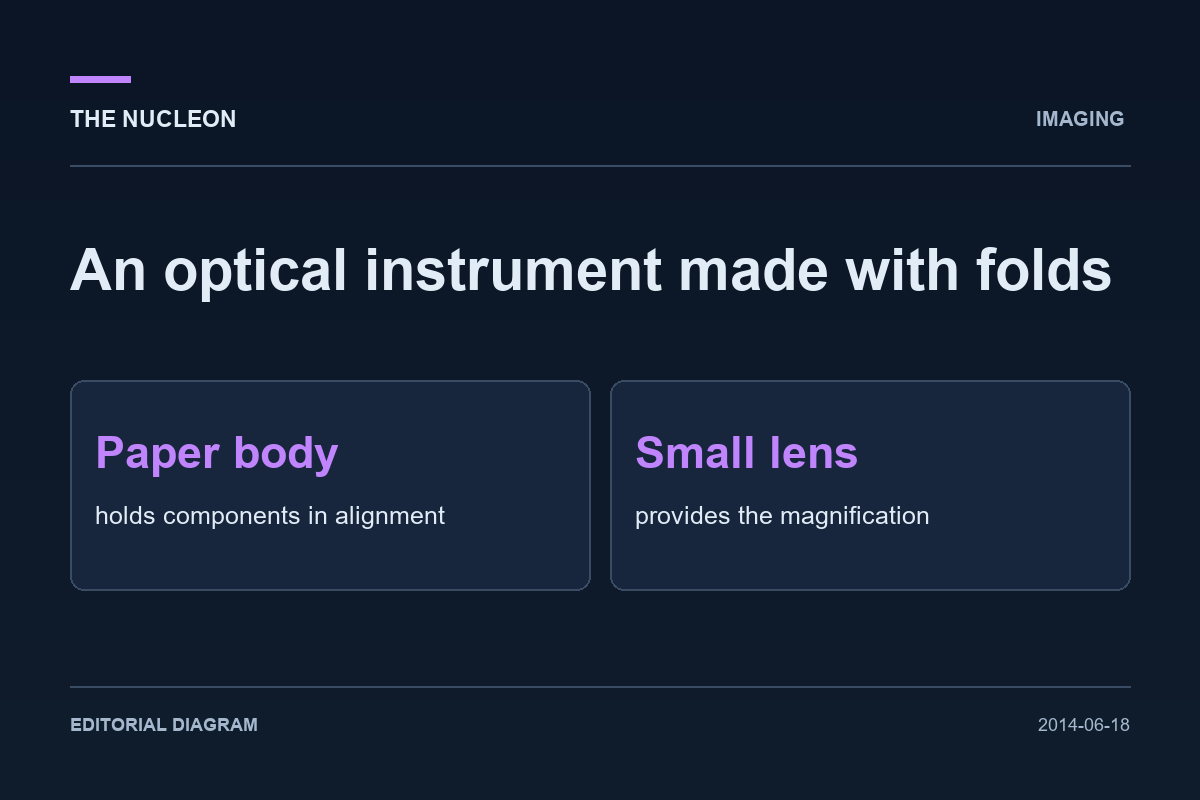 THE NUCLEON
IMAGING
An optical instrument made with folds
Paper body
holds components in alignment
Small lens
provides the magnification
EDITORIAL DIAGRAM
2014-06-18